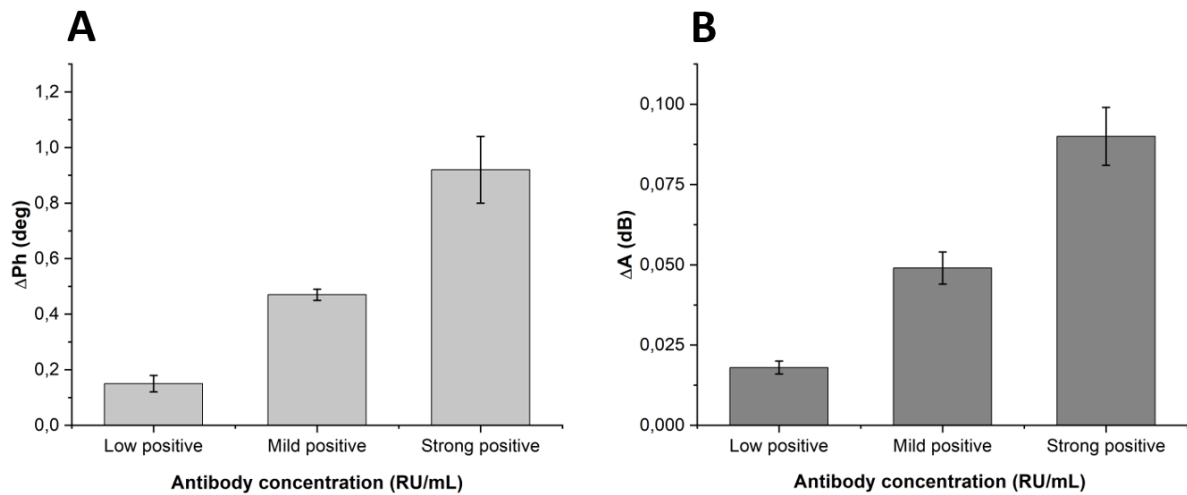 A
1,2
1,0
0,8
0,6
0,4
0,2
0,0
ΔPh (deg)
Low positive Mild positive Strong positive
Antibody concentration (RU/mL)
B
0,100
0,075
0,050
0,025
0,000
ΔA (dB)
Low positive Mild positive Strong positive
Antibody concentration (RU/mL)